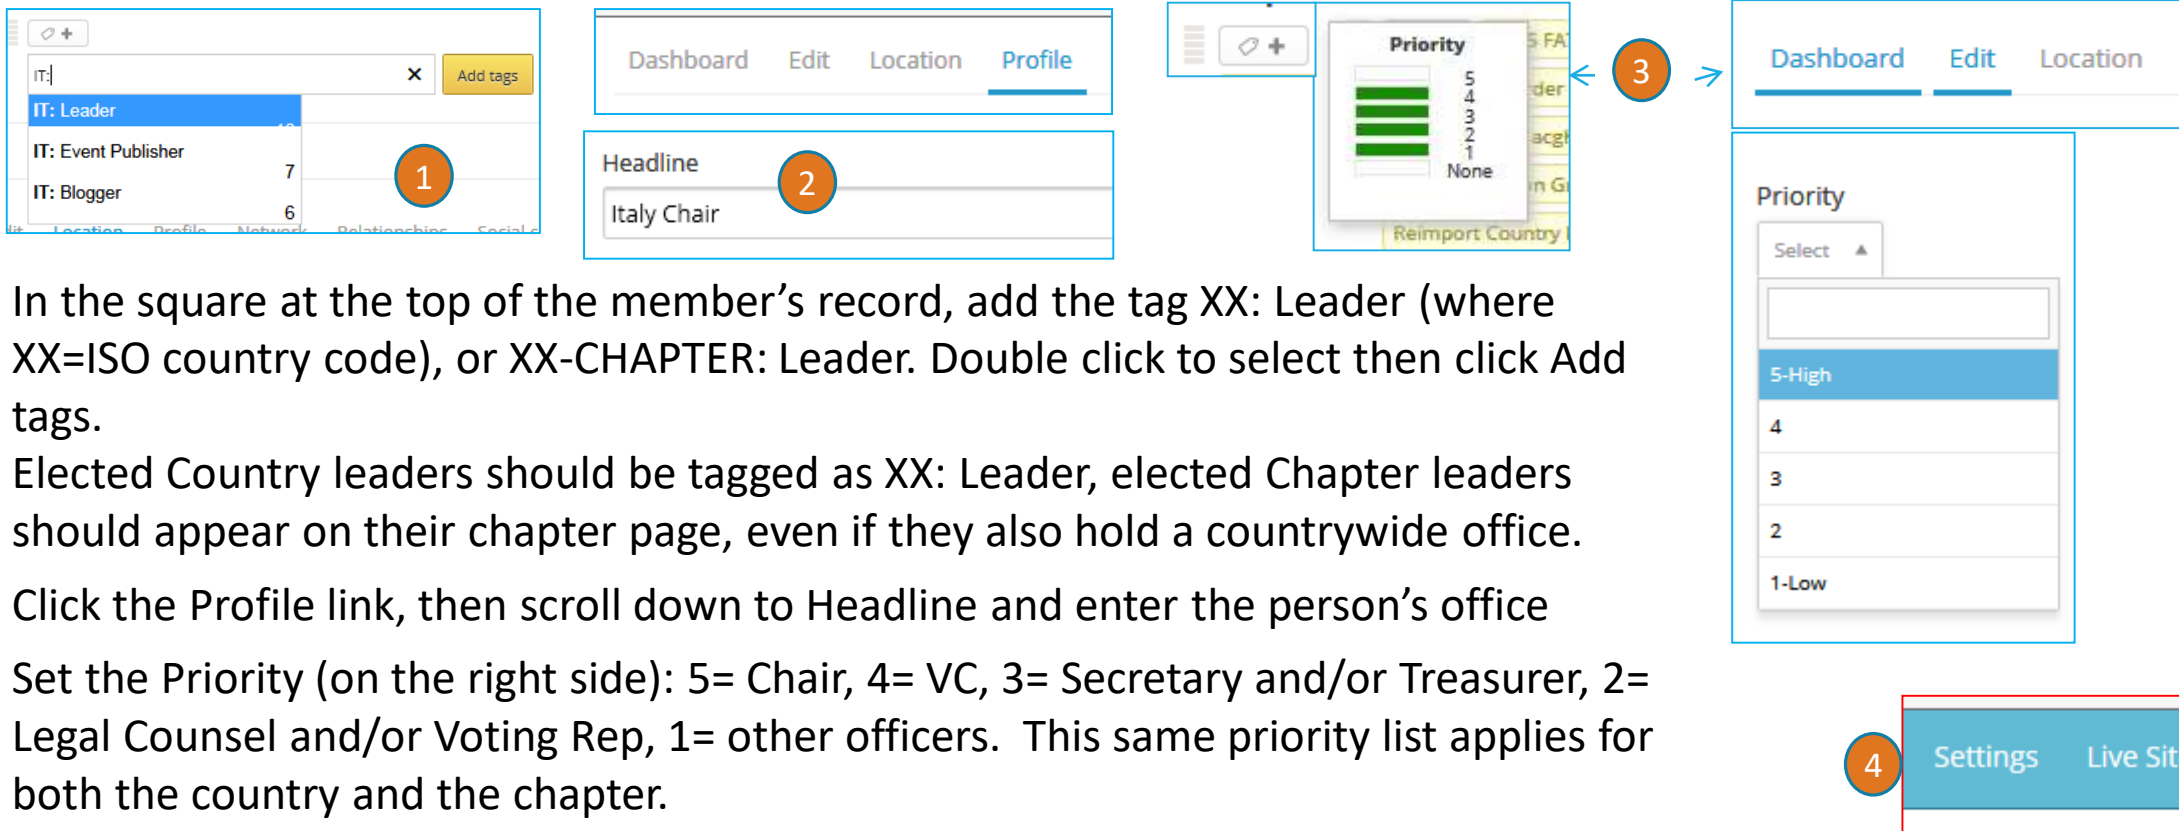 IT:
Add tags
IT: Leader
IT: Event Publisher
7
IT: Blogger
6
Location Profile Network Relationships Social
1
Dashboard Edit Location Profile
Headline
2
Italy Chair
Priority
5
4
3
2
1
None
Reimport Country
3
Dashboard Edit Location
Priority
Select
5-High
4
3
2
1-Low
In the square at the top of the member’s record, add the tag XX: Leader (where
XX=ISO country code), or XX-CHAPTER: Leader. Double click to select then click Add
tags.
Elected Country leaders should be tagged as XX: Leader, elected Chapter leaders
should appear on their chapter page, even if they also hold a countrywide office.
Click the Profile link, then scroll down to Headline and enter the person’s office
Set the Priority (on the right side): 5= Chair, 4= VC, 3= Secretary and/or Treasurer, 2=
Legal Counsel and/or Voting Rep, 1= other officers.  This same priority list applies for
both the country and the chapter.
4
Settings Live Sit